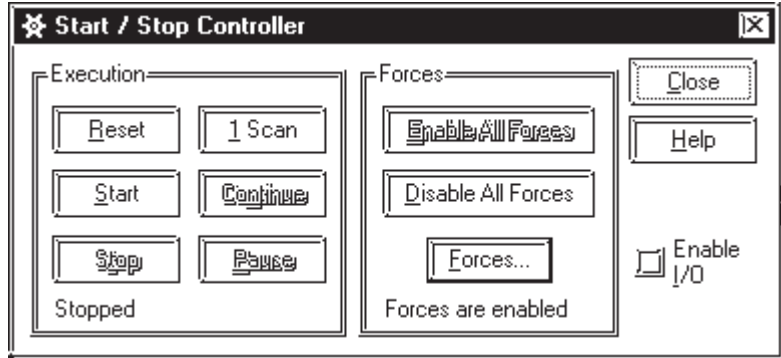 Start / Stop Controller
Execution
Reset
1 Scan
Start
Continue
Stop
Pause
Stopped
Forces
Enable All Forces
Disable All Forces
Forces...
Forces are enabled
Close
Help
Enable
I/O